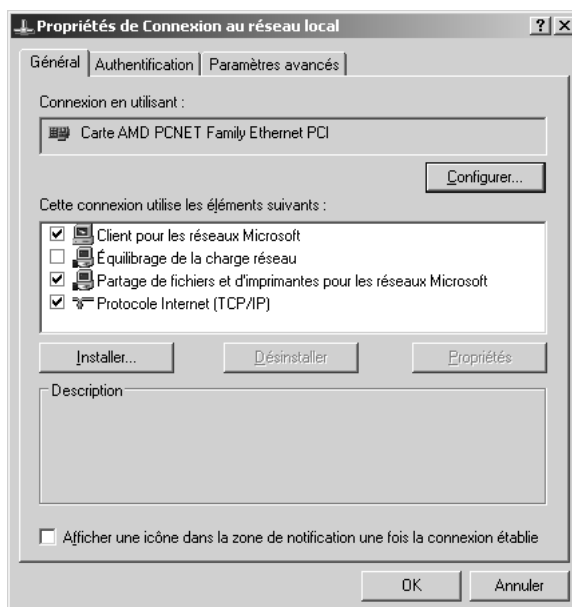 Propriétés de Connexion au réseau local
Général Authentification Paramètres avancés
Connexion en utilisant :
Carte AMD PCNET Family Ethernet PCI
Configurer...
Cette connexion utilise les éléments suivants :
Client pour les réseaux Microsoft
Équilibrage de la charge réseau
Partage de fichiers et d'imprimantes pour les réseaux Microsoft
Protocole Internet (TCP/IP)
Installer... Désinstaller Propriétés
Description
Afficher une icône dans la zone de notification une fois la connexion établie
OK Annuler